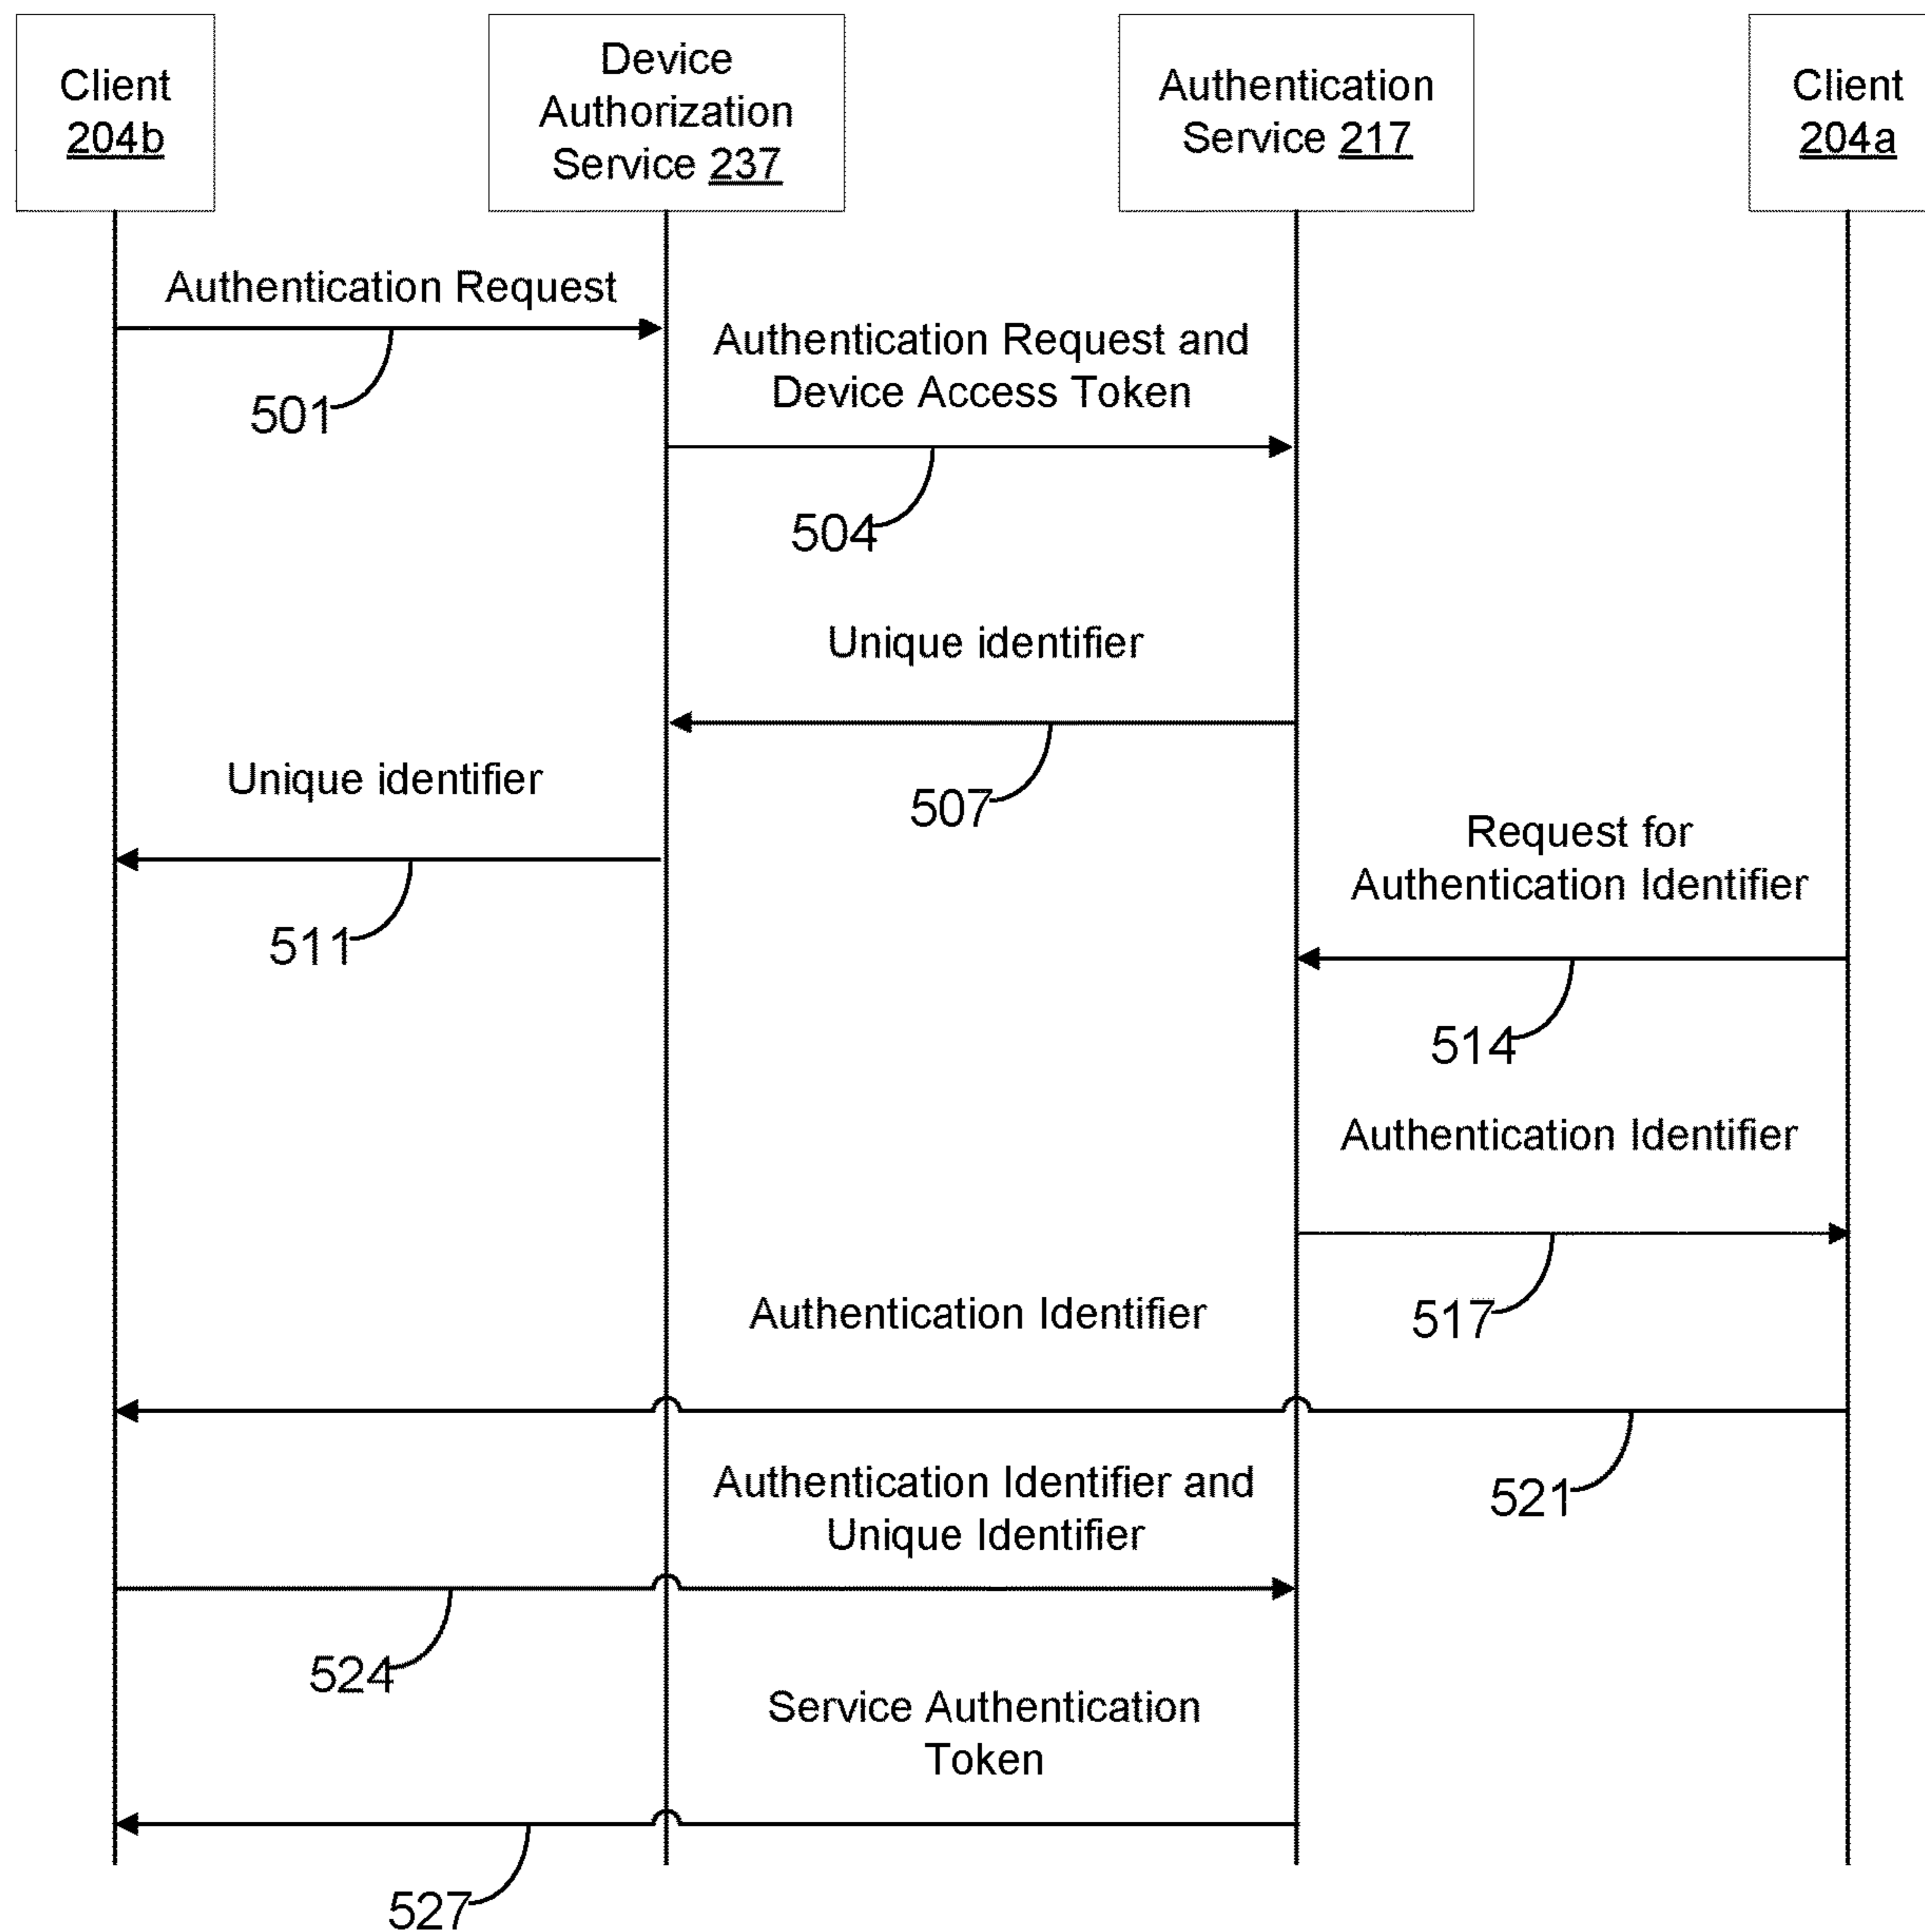 Client
204b
Device
Authorization
Service 237
Authentication
Service 217
Client
204a
Authentication Request
501
Authentication Request and
Device Access Token
504
Unique identifier
507
Unique identifier
511
Request for
Authentication Identifier
514
Authentication Identifier
517
Authentication Identifier
521
Authentication Identifier and
Unique Identifier
524
Service Authentication
Token
527